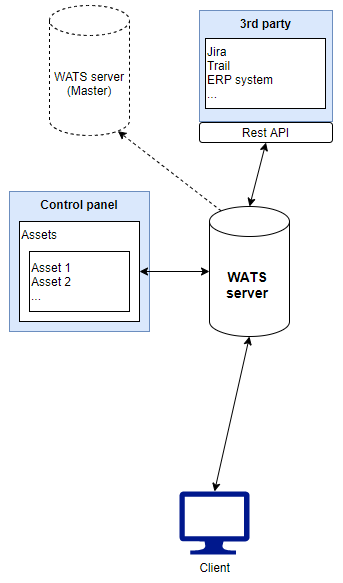 3rd party
Jira
Trail
ERP system
...
Rest API
WATS server
(Master)
Control panel
Assets
Asset 1
Asset 2
...
WATS
server
Client